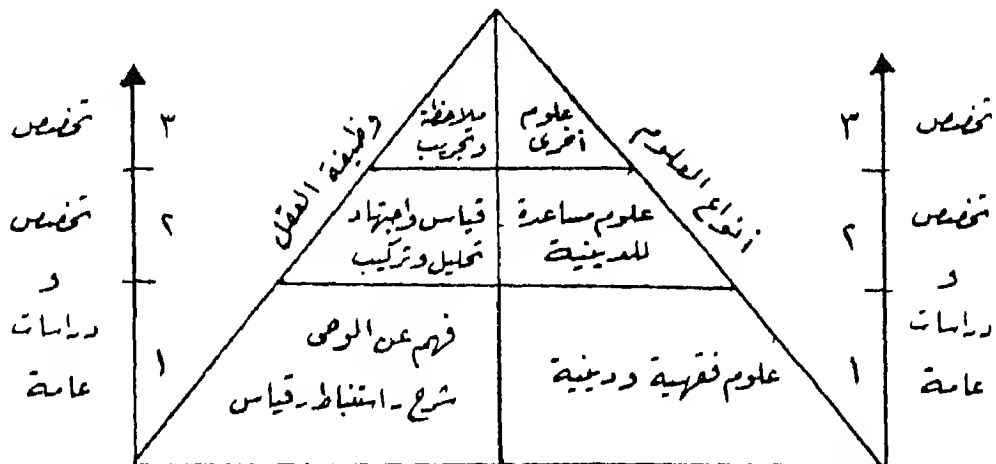 تخصص
٣
تخصص
٢
و
دراسات
عامة
١
أنواع العلوم
علوم
أخرى
علوم مساعدة
للدينية
علوم فقهية ودينية
وظيفة العقل
ملاحظة
وتجريب
قياس واجتهاد
تحليل وتركيب
فهم عن الوحى
شرح - استنباط - قياس
٣
تخصص
٢
تخصص
و
دراسات
١
عامة